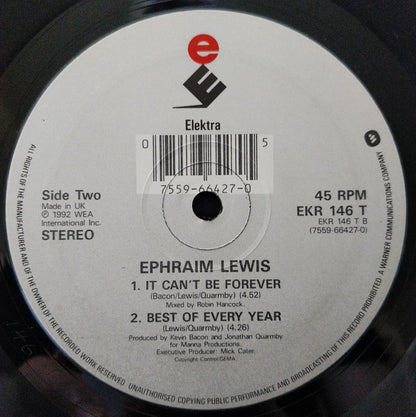 e
E
Elektra
0 5
7559-66427-0
Side Two
Made in UK
℗ 1992 WEA
International Inc.
STEREO
45 RPM
EKR 146 T
EKR 146 T B
(7559-66427-0)
EPHRAIM LEWIS
1. IT CAN'T BE FOREVER
(Bacon/Lewis/Quarmby) (4.52)
Mixed by Robin Hancock.
2. BEST OF EVERY YEAR
(Lewis/Quarmby) (4.26)
Produced by Kevin Bacon and Jonathan Quarmby
for Manna Productions.
Executive Producer: Mick Cater.
Copyright Control/GEMA.
ALL RIGHTS OF THE MANUFACTURER AND OF THE OWNER OF THE RECORDED WORK RESERVED. UNAUTHORISED COPYING PUBLIC PERFORMANCE AND BROADCASTING OF THIS RECORD PROHIBITED. A WARNER COMMUNICATIONS COMPANY